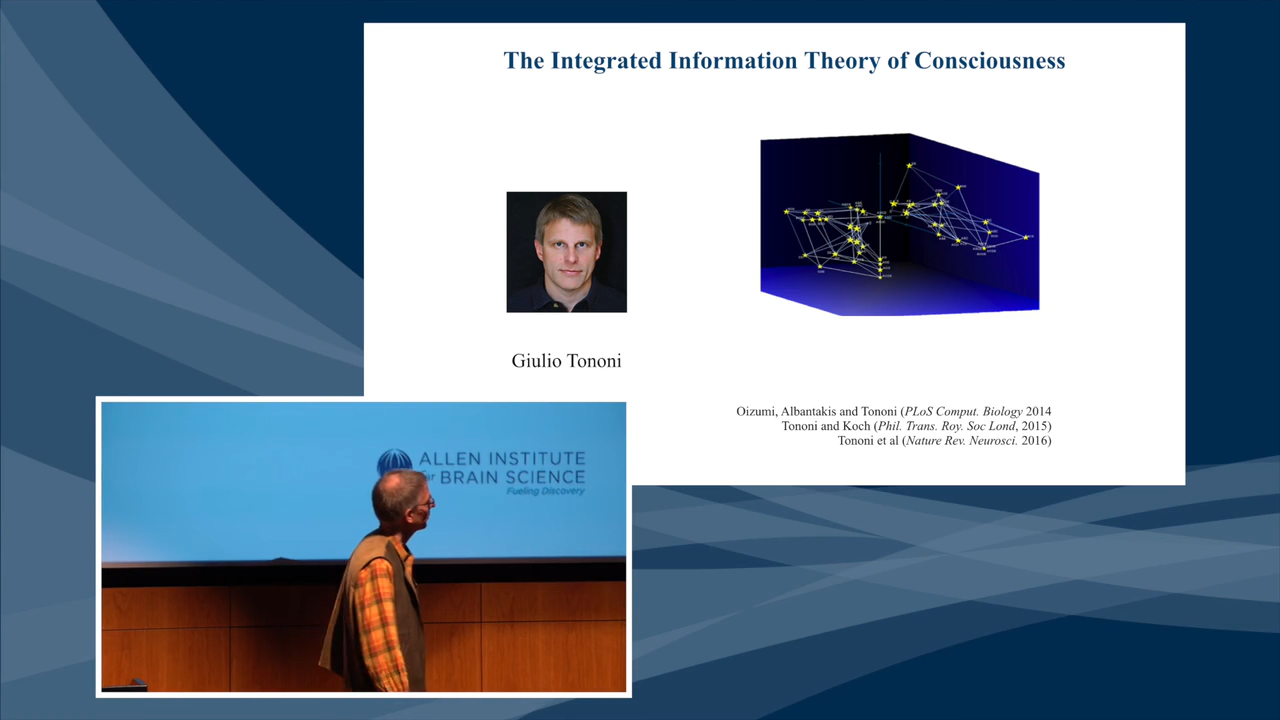 The Integrated Information Theory of Consciousness
Giulio Tononi
Oizumi, Albantakis and Tononi (PLoS Comput. Biology 2014
Tononi and Koch (Phil. Trans. Roy. Soc Lond, 2015)
Tononi et al (Nature Rev. Neurosci. 2016)
ALLEN INSTITUTE
for BRAIN SCIENCE
Fueling Discovery